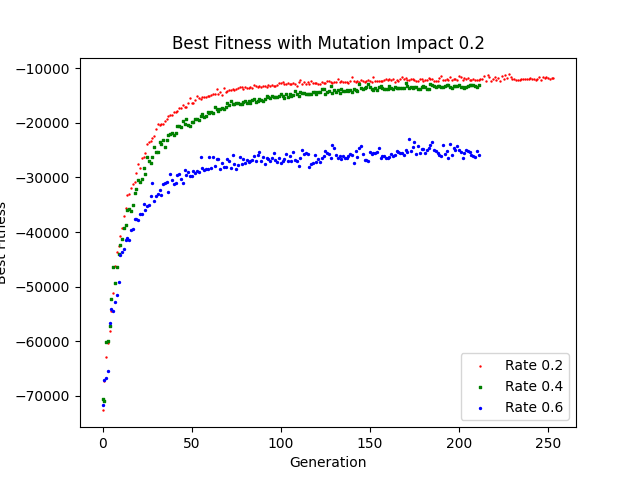 Best Fitness with Mutation Impact 0.2
−10000
−20000
−30000
−40000
−50000
−60000
−70000
Best Fitness
0
50
100
150
200
250
Generation
Rate 0.2
Rate 0.4
Rate 0.6